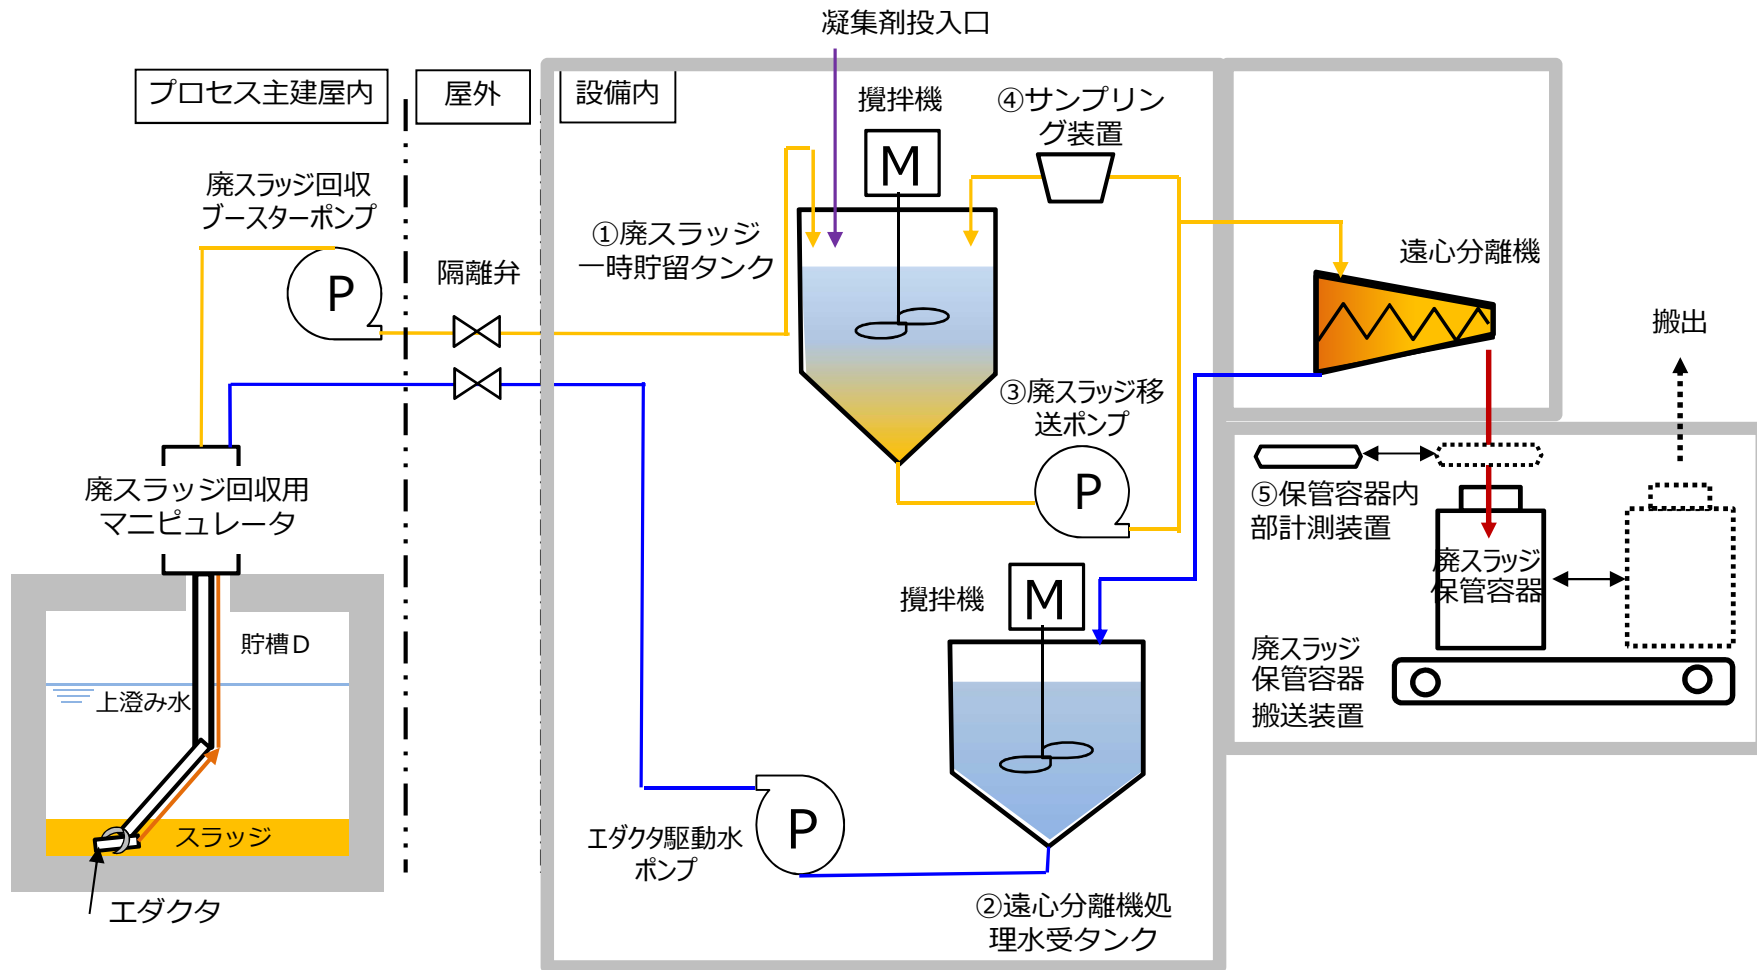 凝集剤投入口
プロセス主建屋内
屋外
設備内
攪拌機
④サンプリン
グ装置
M
廃スラッジ回収
ブースターポンプ
P
隔離弁
①廃スラッジ
一時貯留タンク
遠心分離機
搬出
③廃スラッジ移
送ポンプ
P
廃スラッジ回収用
マニピュレータ
⑤保管容器内
部計測装置
廃スラッジ
保管容器
攪拌機
M
貯槽D
上澄み水
スラッジ
エダクタ
廃スラッジ
保管容器
搬送装置
エダクタ駆動水
ポンプ
P
②遠心分離機処
理水受タンク